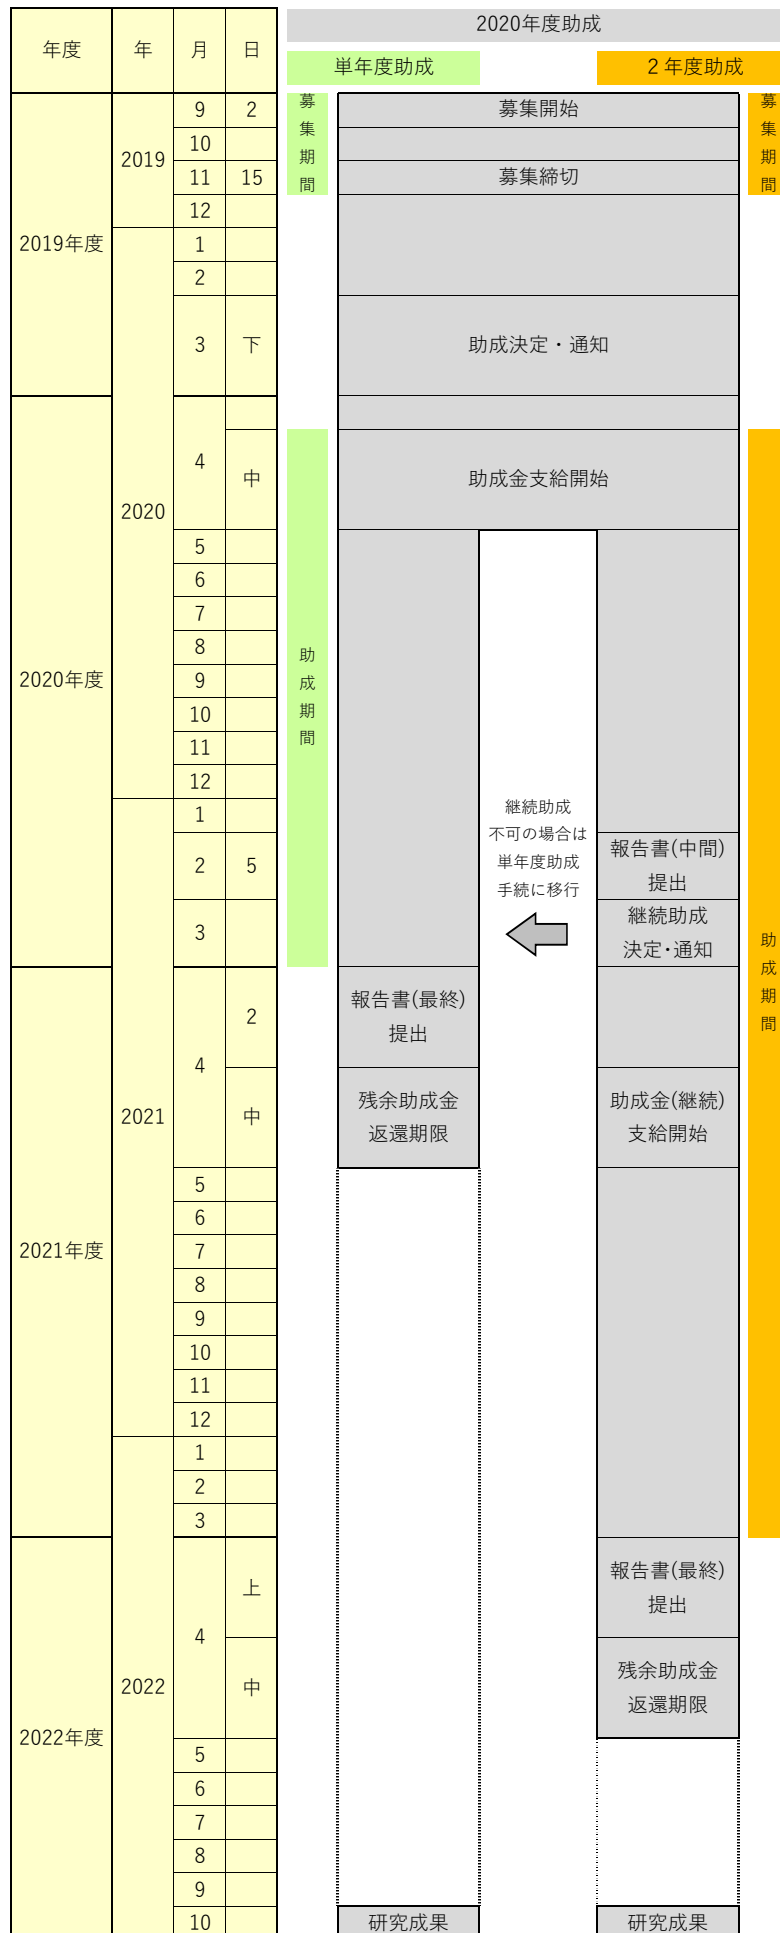 2020年度助成
年度 年 月 日
単年度助成 ２年度助成
募集期間
募集期間
2019年度
2019
9 2 募集開始
10
11 15 募集締切
12
2020
1
2
3 下 助成決定・通知
2020年度
4
中 助成金支給開始
助成期間
5
6
7
8
9
10
11
12
2021
1
継続助成
不可の場合は
単年度助成
手続に移行
2 5 報告書(中間)
提出
3 継続助成
決定・通知
助成期間
2021年度
4
2 報告書(最終)
提出
中 残余助成金
返還期限
助成金(継続)
支給開始
5
6
7
8
9
10
11
12
2022
1
2
3
2022年度
4
上 報告書(最終)
提出
中 残余助成金
返還期限
5
6
7
8
9
10 研究成果 研究成果